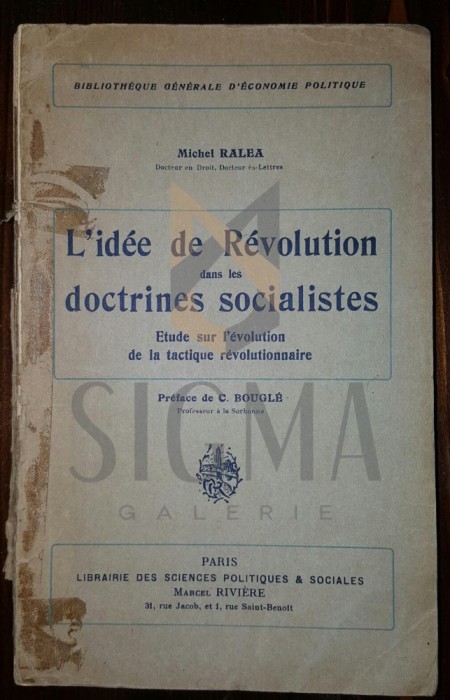 BIBLIOTHÈQUE GÉNÉRALE D'ÉCONOMIE POLITIQUE
Michel RALEA
Docteur en Droit, Docteur ès-Lettres
L'idée de Révolution
dans les
doctrines socialistes
Etude sur l'évolution
de la tactique révolutionnaire
Préface de C. BOUGLÉ
Professeur à la Sorbonne
SIGMA
GALERIE
PARIS
LIBRAIRIE DES SCIENCES POLITIQUES & SOCIALES
MARCEL RIVIÈRE
31, rue Jacob, et 1, rue Saint-Benoit